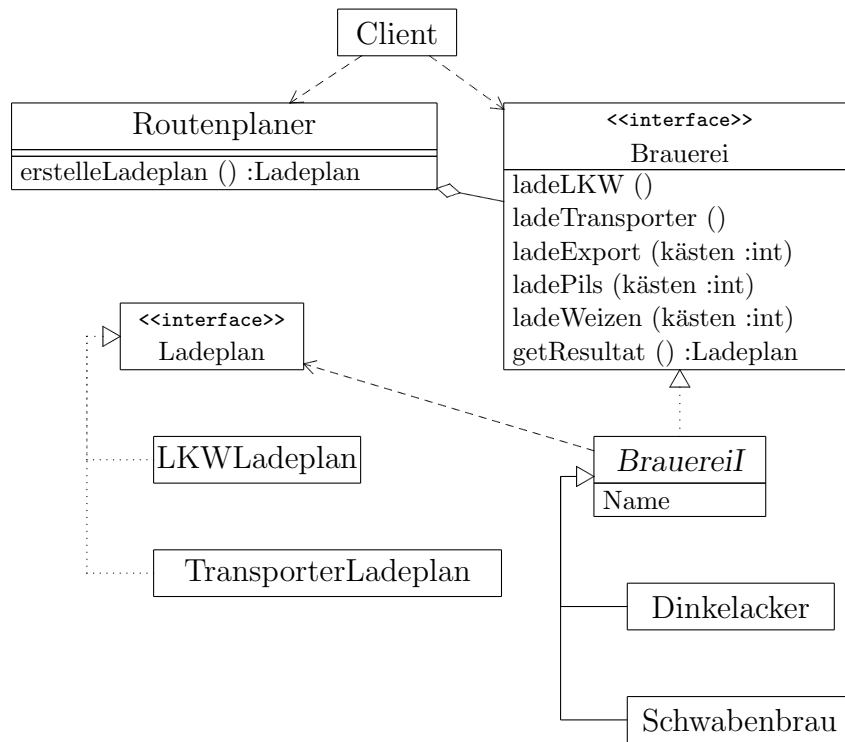 Client
Routenplaner
erstelleLadeplan () :Ladeplan
<<interface>>
Brauerei
ladeLKW ()
ladeTransporter ()
ladeExport (kästen :int)
ladePils (kästen :int)
ladeWeizen (kästen :int)
getResultat () :Ladeplan
<<interface>>
Ladeplan
LKWLadeplan
TransporterLadeplan
BrauereiI
Name
Dinkelacker
Schwabenbrau